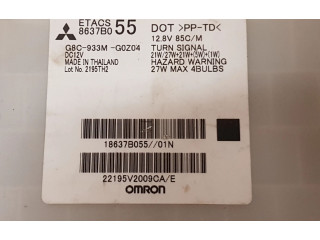 ETACS
8637B0 55
G8C-933M -G0Z04
DC12V
MADE IN THAILAND
Lot No. 2195TH2
DOT >PP-TD<
12.8V 85C/M
TURN SIGNAL
21W/27W+21W+(5W)+(1W)
HAZARD WARNING
27W MAX 4BULBS
18637B055//01N
22195V2009CA/E
OMRON